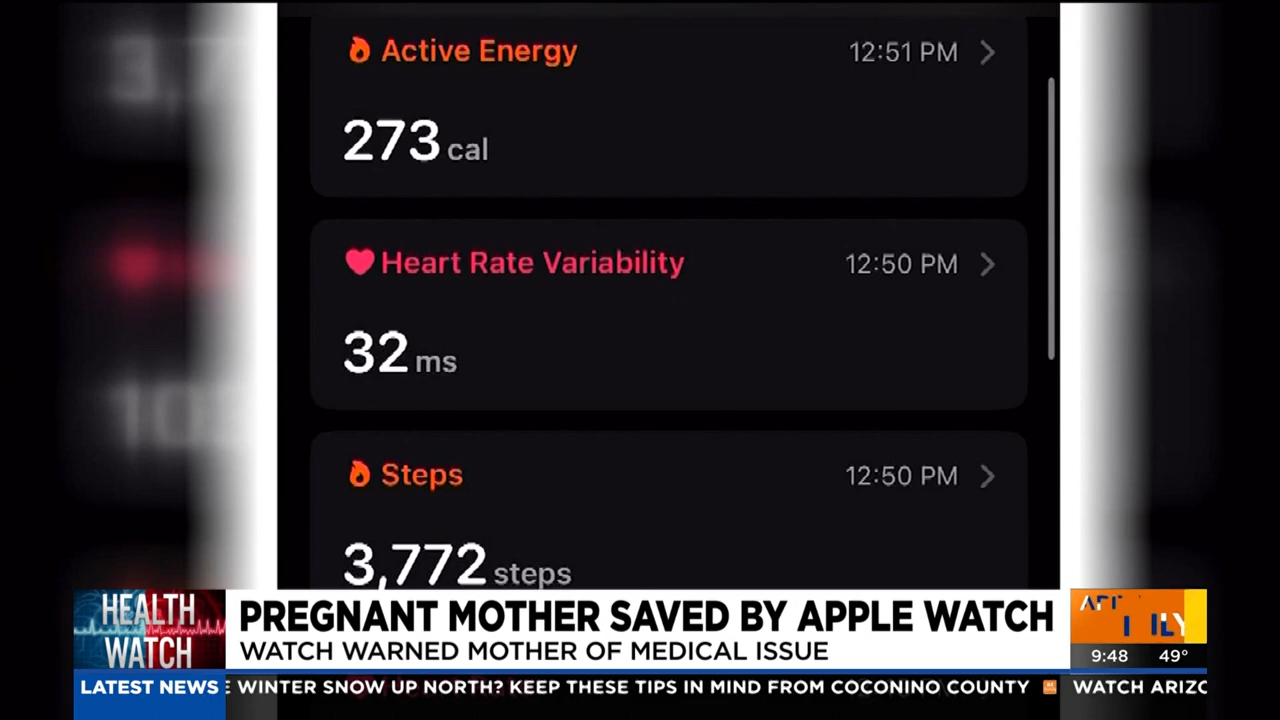 Active Energy 12:51 PM
273 cal
Heart Rate Variability 12:50 PM
32 ms
Steps 12:50 PM
3,772 steps
HEALTH WATCH
PREGNANT MOTHER SAVED BY APPLE WATCH
WATCH WARNED MOTHER OF MEDICAL ISSUE
9:48 49°
LATEST NEWS WINTER SNOW UP NORTH? KEEP THESE TIPS IN MIND FROM COCONINO COUNTY WATCH